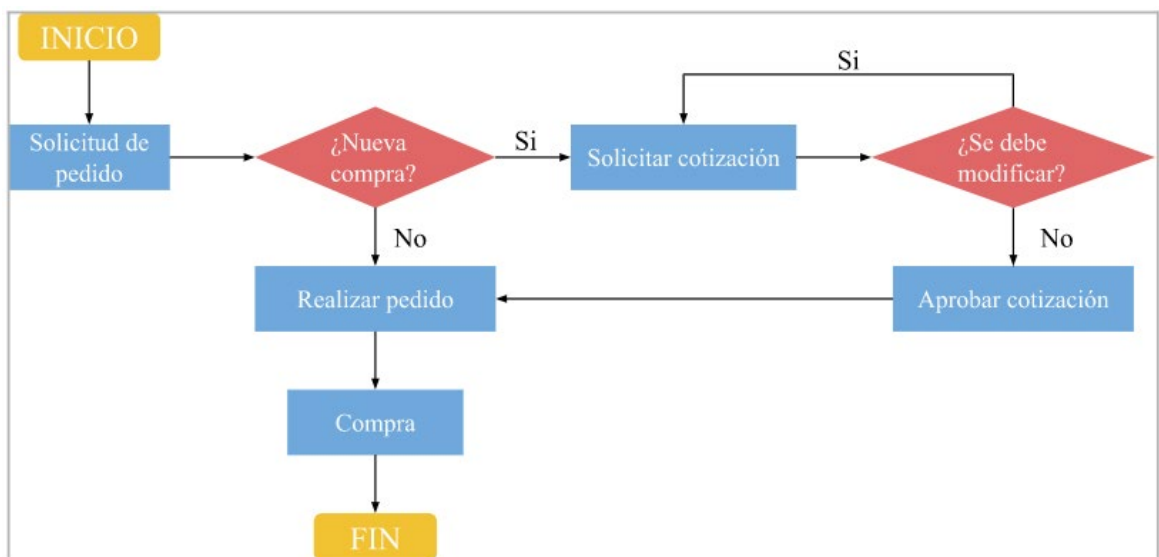 INICIO
Si
Solicitud de
pedido
¿Nueva
compra?
Si
Solicitar cotización
¿Se debe
modificar?
No
No
Realizar pedido
Aprobar cotización
Compra
FIN